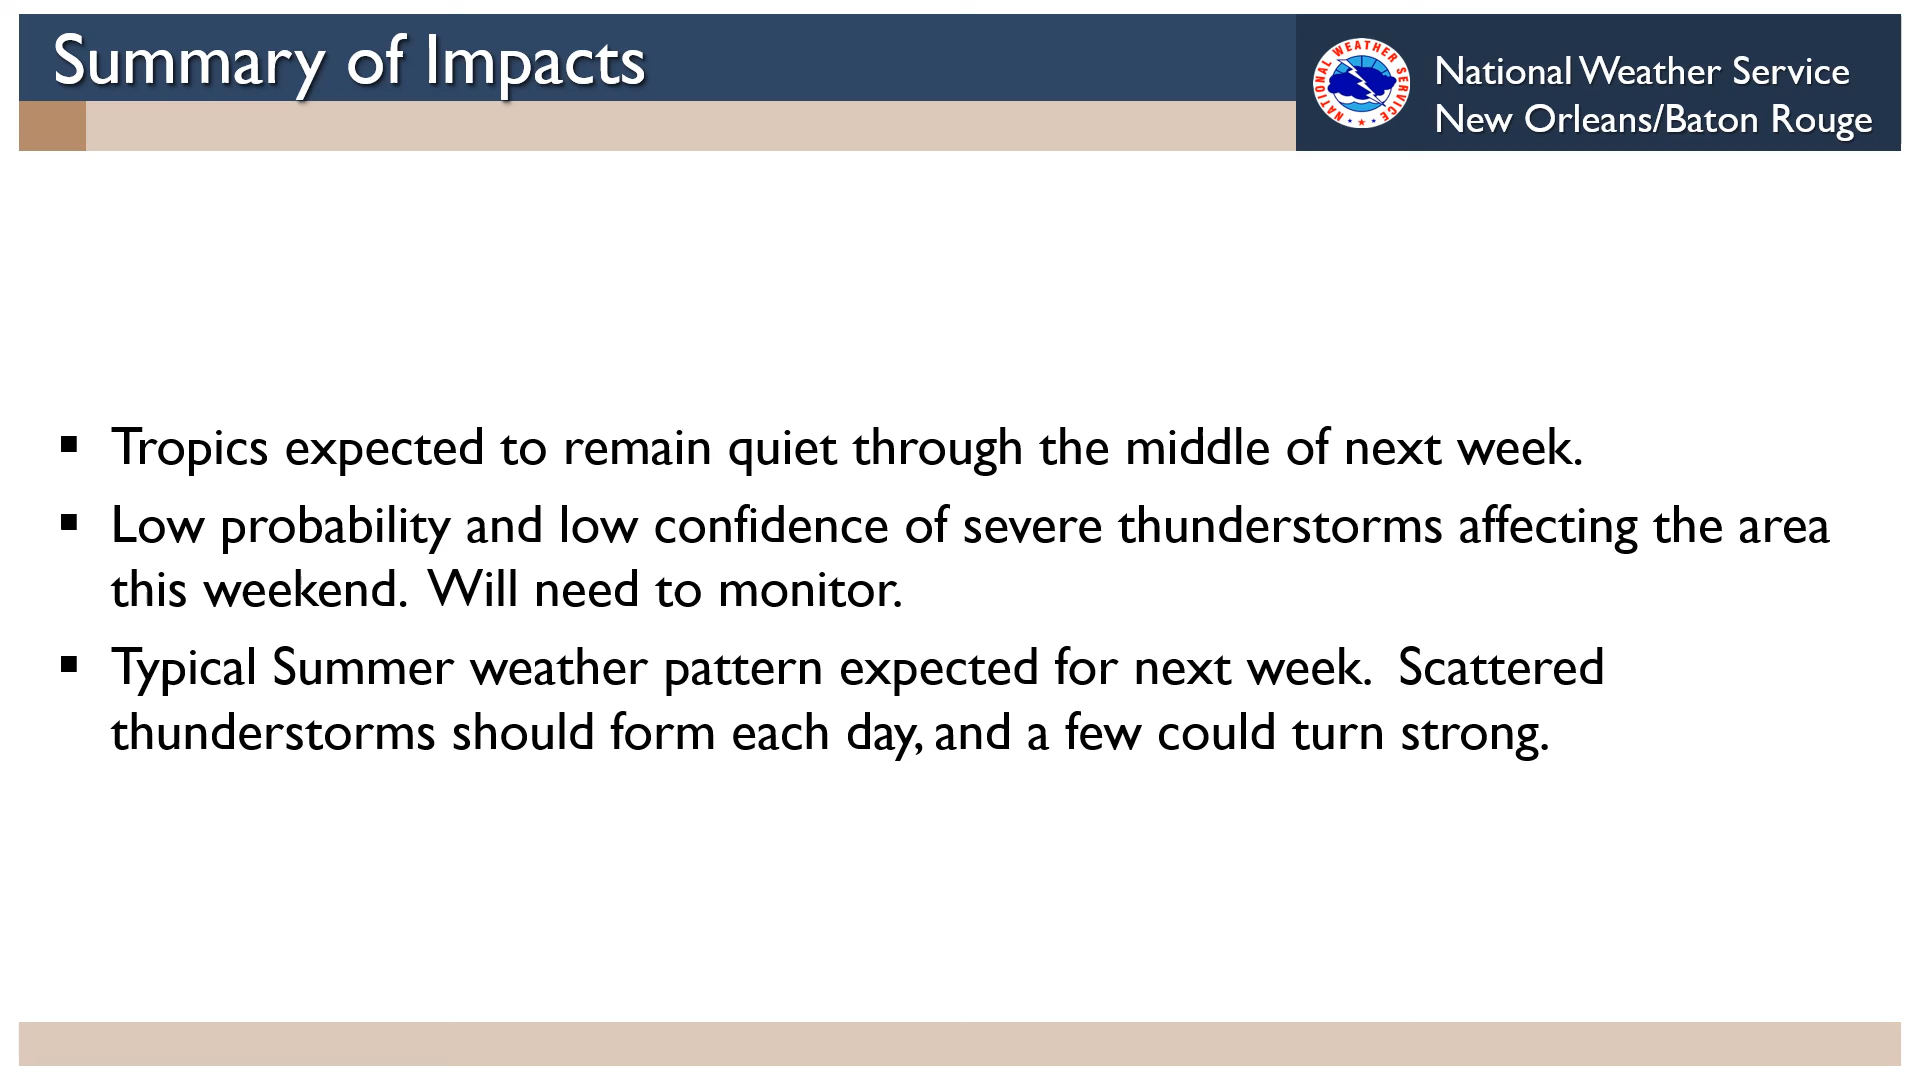 Summary of Impacts
NATIONAL WEATHER SERVICE
National Weather Service
New Orleans/Baton Rouge
▪ Tropics expected to remain quiet through the middle of next week.
▪ Low probability and low confidence of severe thunderstorms affecting the area
this weekend.  Will need to monitor.
▪ Typical Summer weather pattern expected for next week.  Scattered
thunderstorms should form each day, and a few could turn strong.